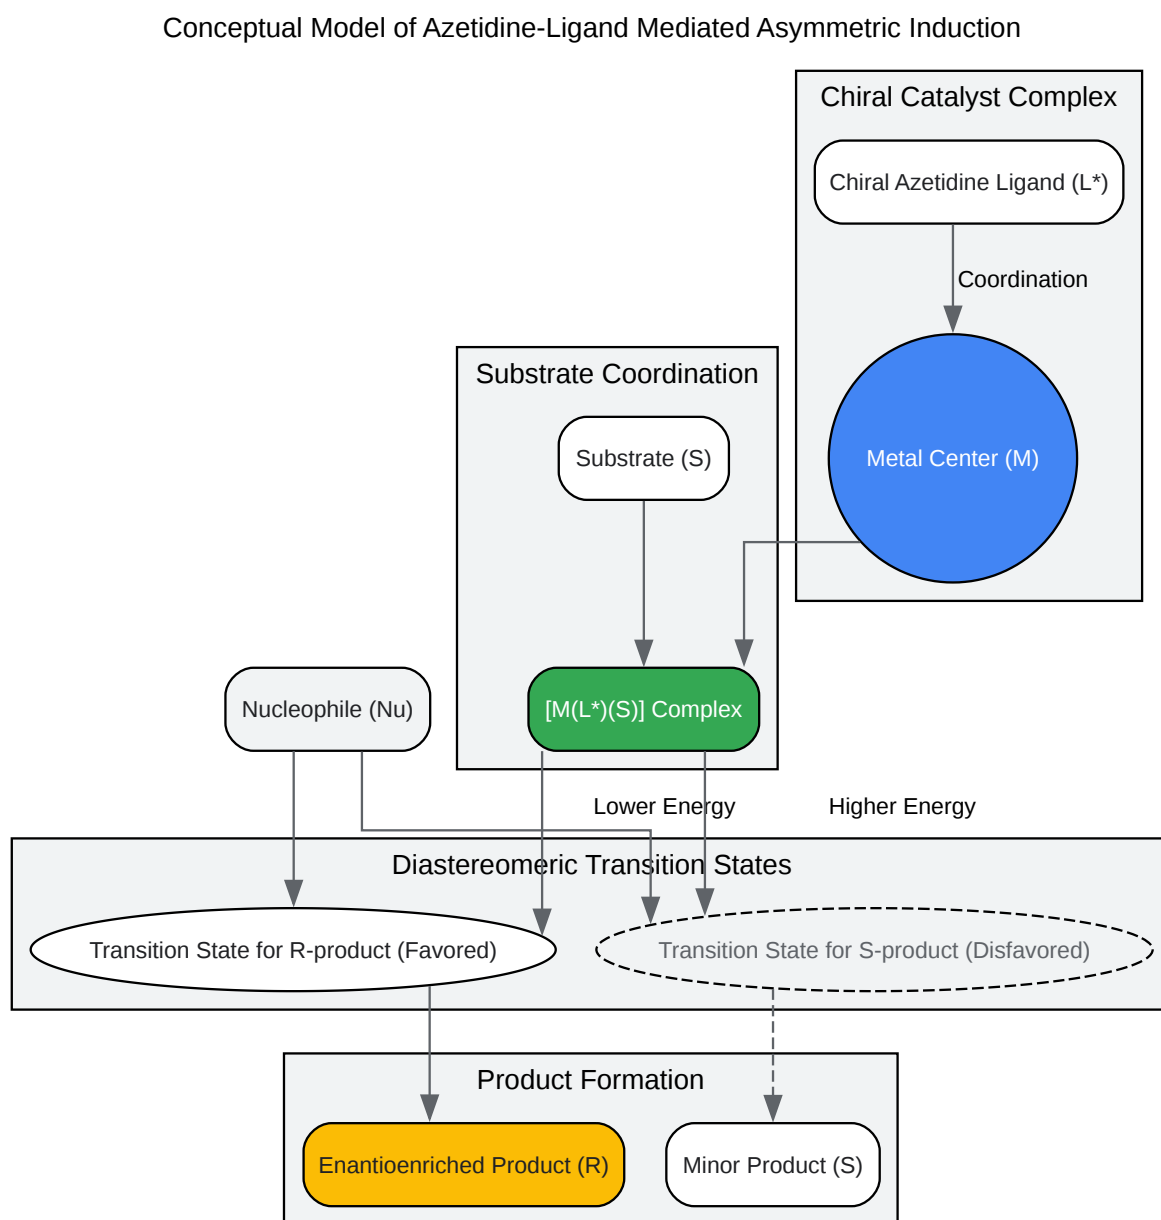 Conceptual Model of Azetidine-Ligand Mediated Asymmetric Induction
Chiral Catalyst Complex
Chiral Azetidine Ligand (L*)
Coordination
Metal Center (M)
Substrate Coordination
Substrate (S)
[M(L*)(S)] Complex
Nucleophile (Nu)
Lower Energy
Higher Energy
Diastereomeric Transition States
Transition State for R-product (Favored)
Transition State for S-product (Disfavored)
Product Formation
Enantioenriched Product (R)
Minor Product (S)